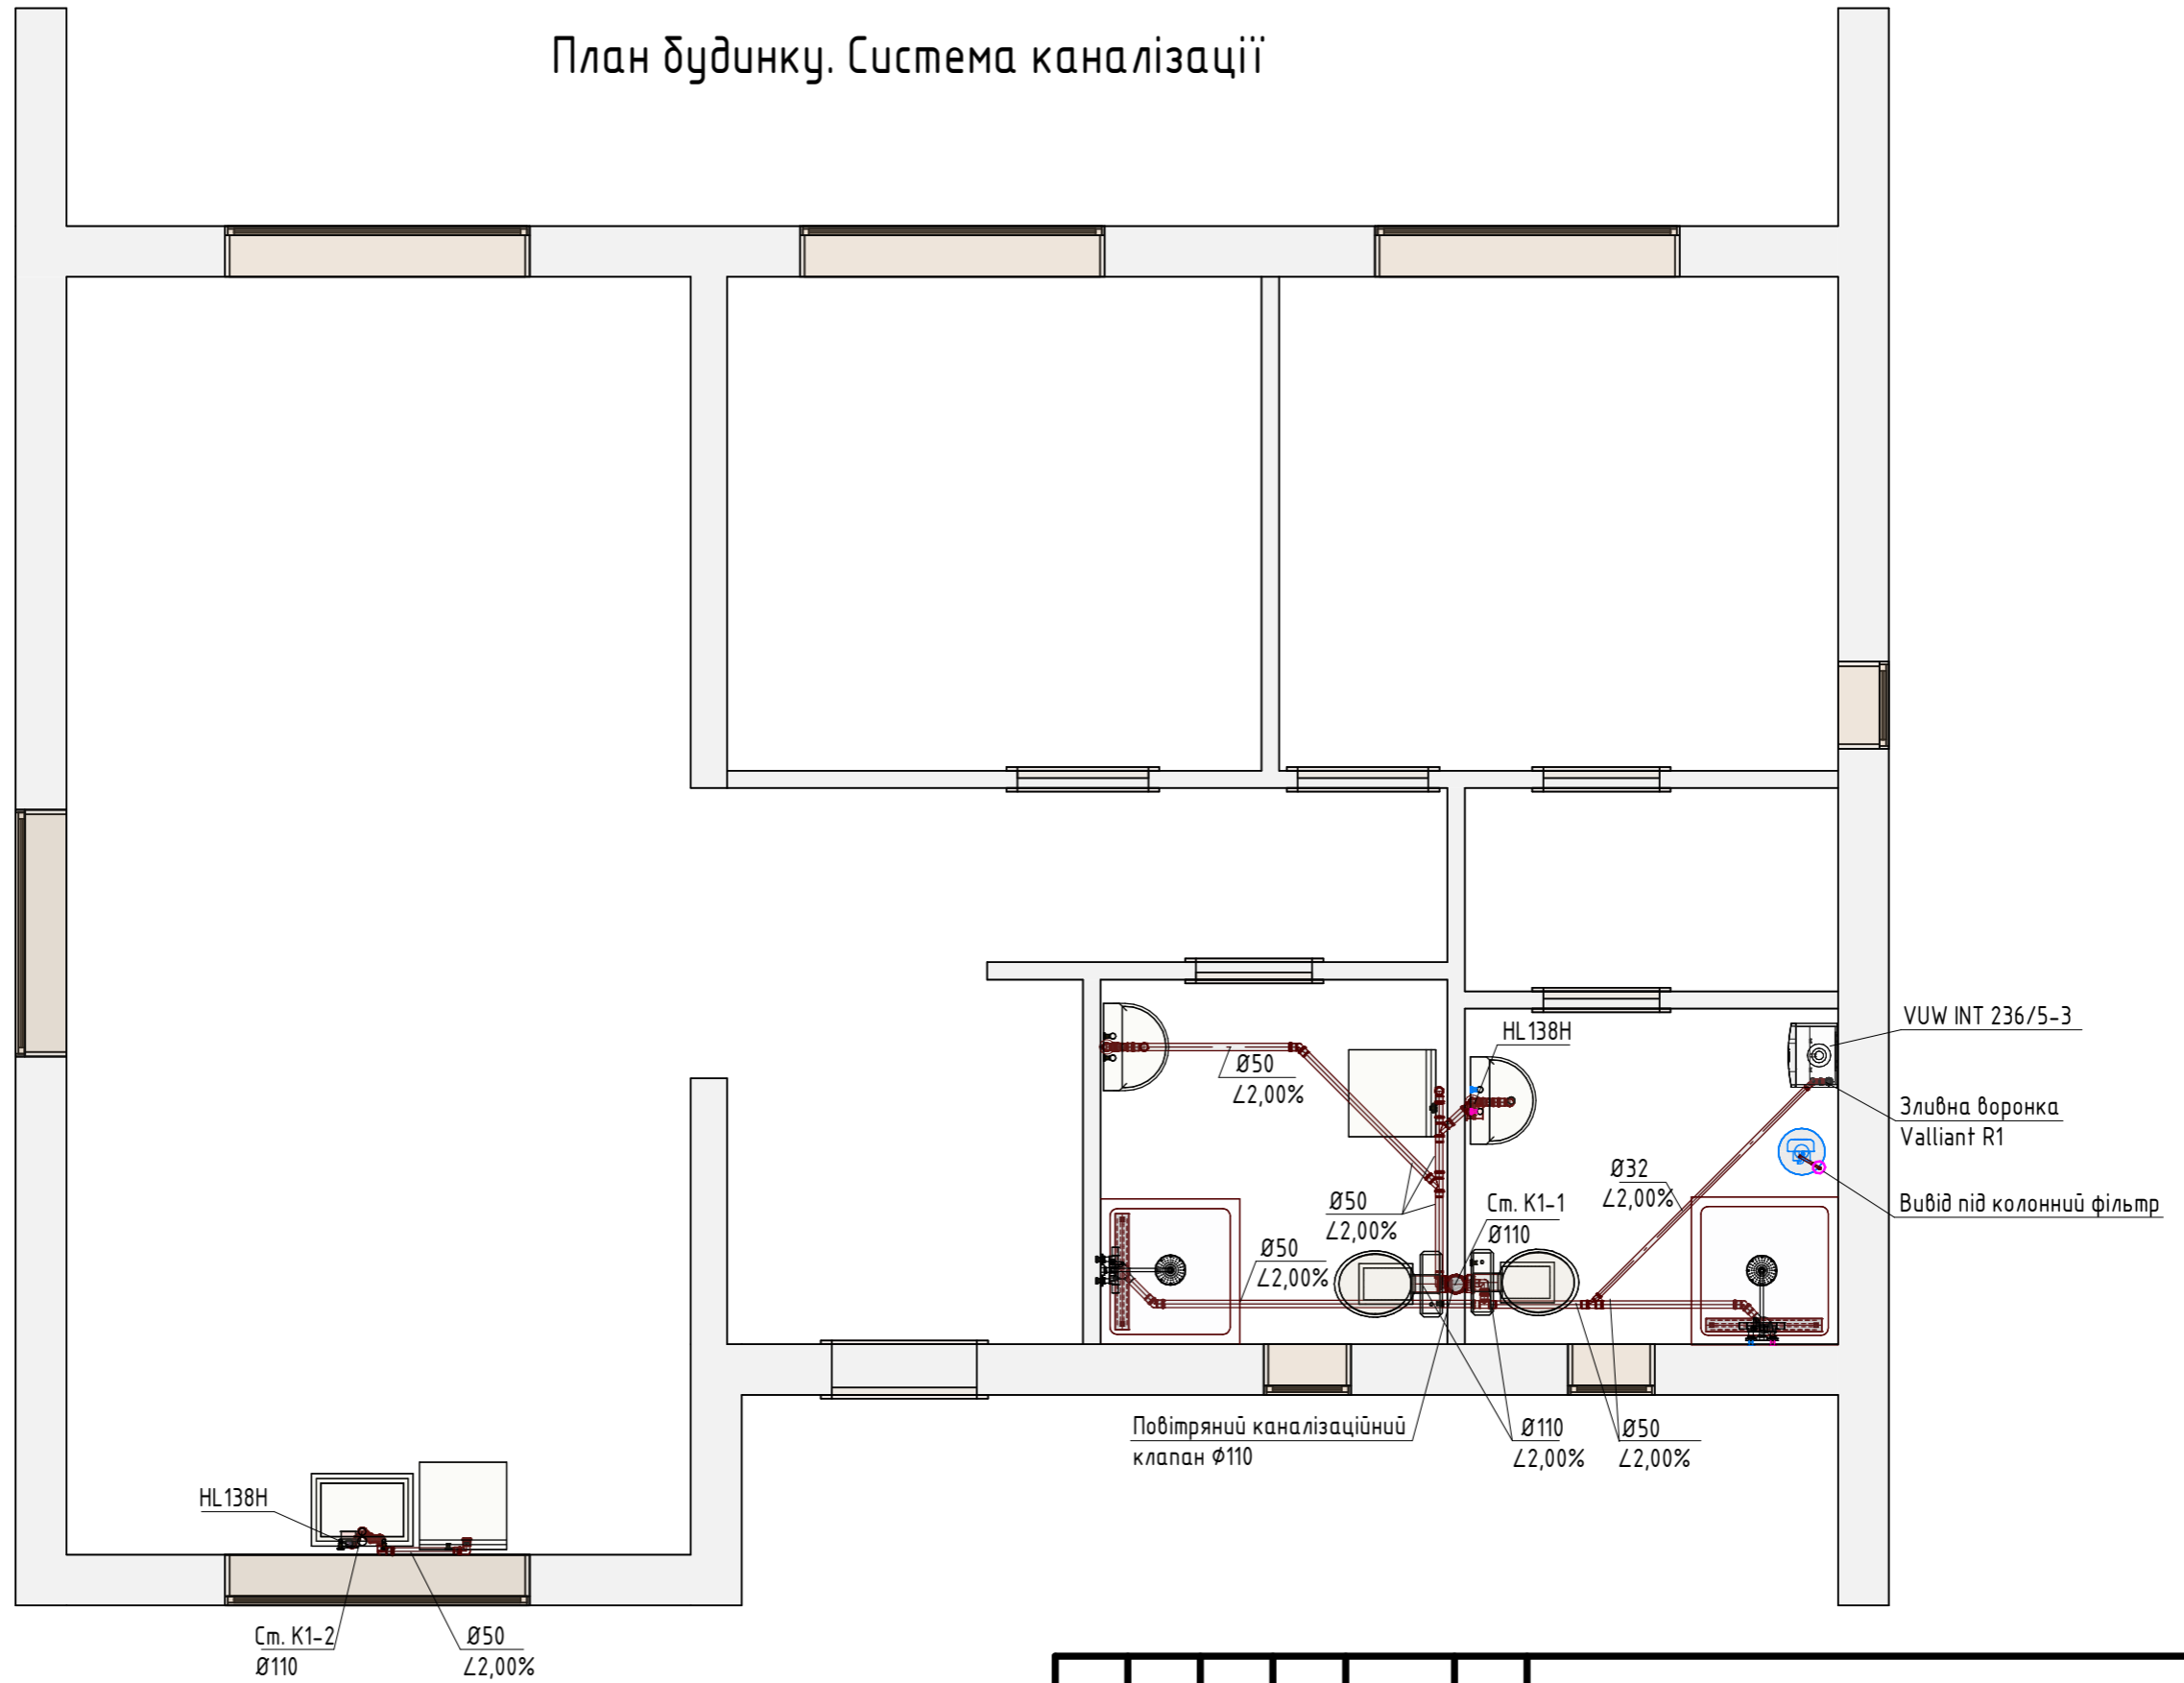 План будинку. Система каналізації
VUW INT 236/5-3
HL138H
Ø50
∠2,00%
Зливна воронка
Valliant R1
Ø32
∠2,00%
Вивід під колонний фільтр
Ø50
∠2,00%
Ст. К1-1
Ø110
Ø50
∠2,00%
Повітряний каналізаційний
клапан Ф110
Ø110
∠2,00%
Ø50
∠2,00%
HL138H
Ст. К1-2
Ø110
Ø50
∠2,00%